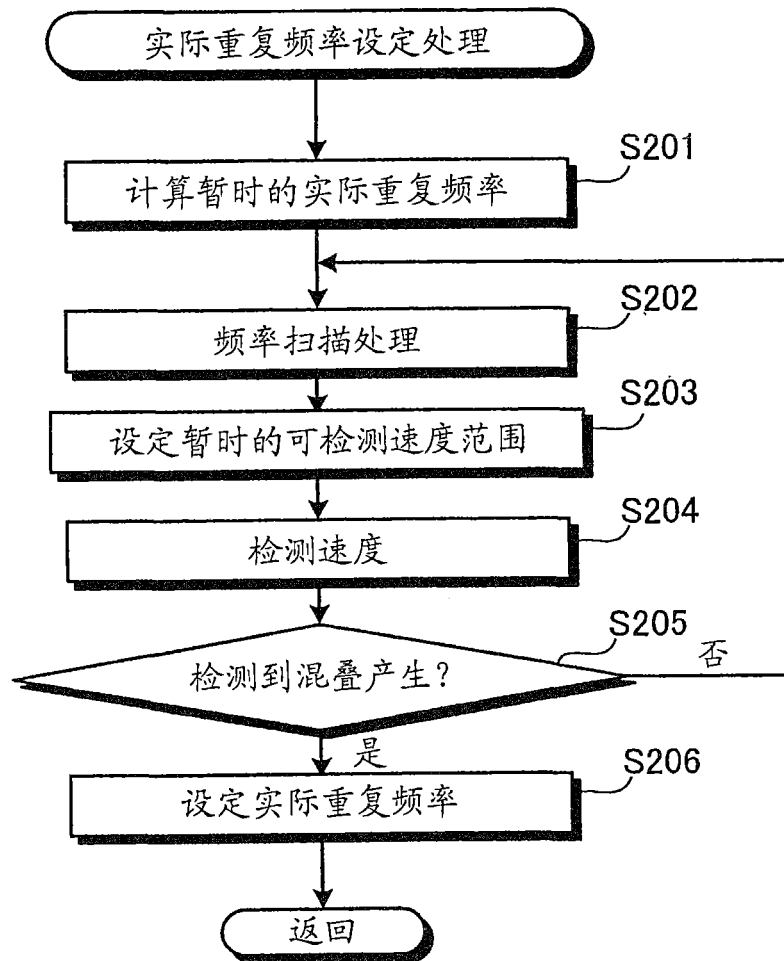 实际重复频率设定处理
S201
计算暂时的实际重复频率
S202
频率扫描处理
S203
设定暂时的可检测速度范围
S204
检测速度
S205
检测到混叠产生?
否
是
S206
设定实际重复频率
返回